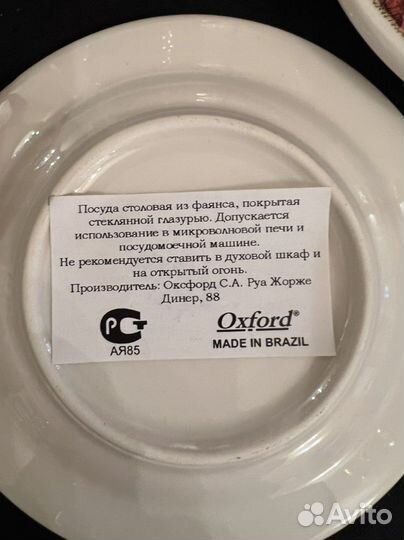 Посуда столовая из фаянса, покрытая
стеклянной глазурью. Допускается
использование в микроволновой печи и
посудомоечной машине.
Не рекомендуется ставить в духовой шкаф и
на открытый огонь.
Производитель: Оксфорд С.А. Руа Жорже
Динер, 88
РСТ
АЯ85
Oxford®
MADE IN BRAZIL
Avito